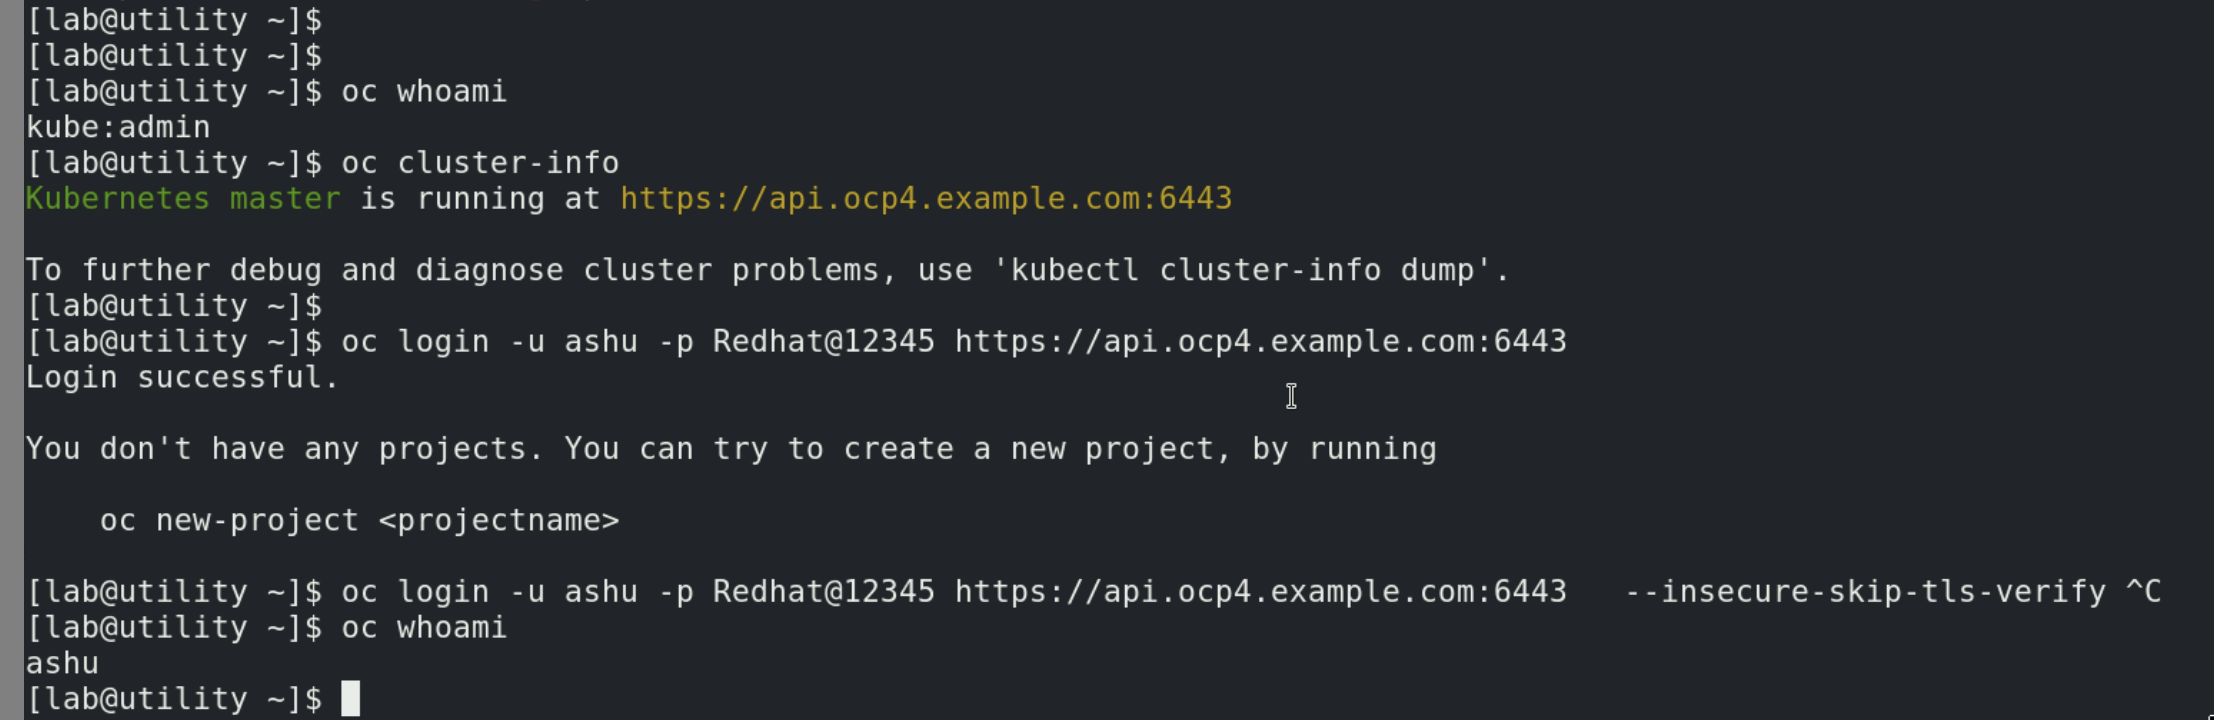 [lab@utility ~]$
[lab@utility ~]$
[lab@utility ~]$ oc whoami
kube:admin
[lab@utility ~]$ oc cluster-info
Kubernetes master is running at https://api.ocp4.example.com:6443
To further debug and diagnose cluster problems, use 'kubectl cluster-info dump'.
[lab@utility ~]$
[lab@utility ~]$ oc login -u ashu -p Redhat@12345 https://api.ocp4.example.com:6443
Login successful.
You don't have any projects. You can try to create a new project, by running
oc new-project <projectname>
[lab@utility ~]$ oc login -u ashu -p Redhat@12345 https://api.ocp4.example.com:6443   --insecure-skip-tls-verify ^C
[lab@utility ~]$ oc whoami
ashu
[lab@utility ~]$